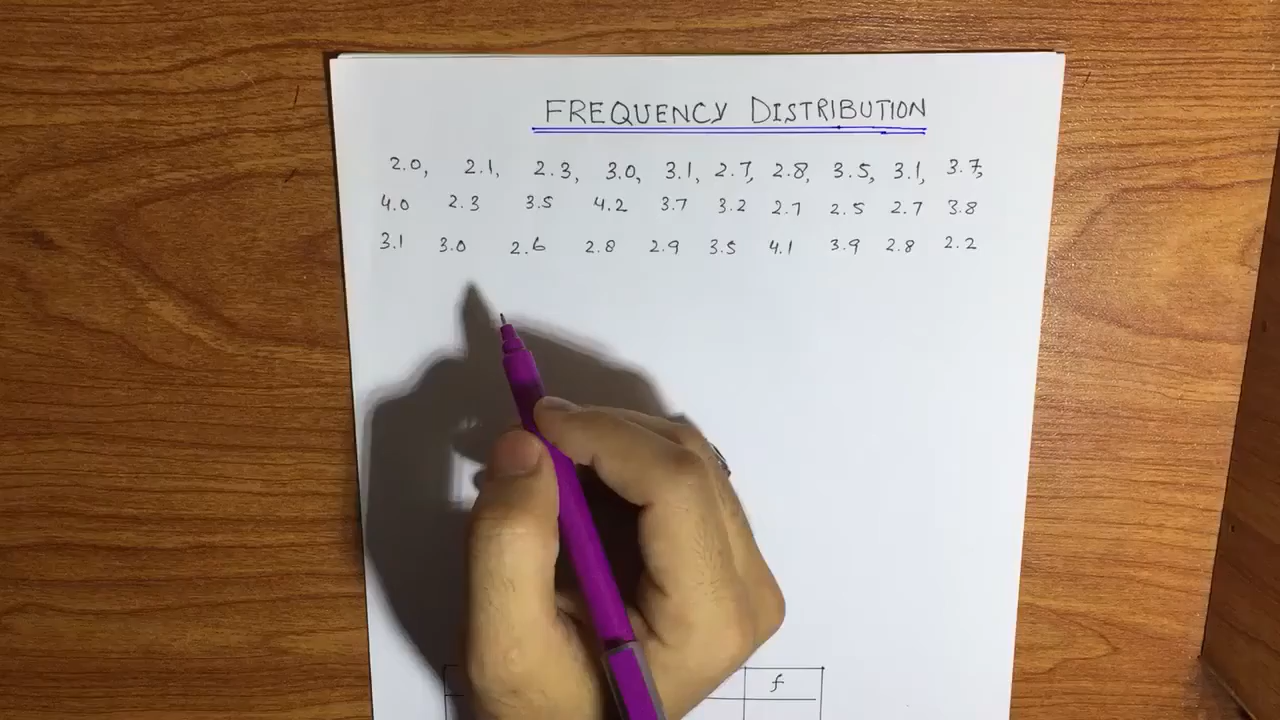 FREQUENCY DISTRIBUTION
2.0, 2.1, 2.3, 3.0, 3.1, 2.7, 2.8, 3.5, 3.1, 3.7,
4.0 2.3 3.5 4.2 3.7 3.2 2.7 2.5 2.7 3.8
3.1 3.0 2.6 2.8 2.9 3.5 4.1 3.9 2.8 2.2
f